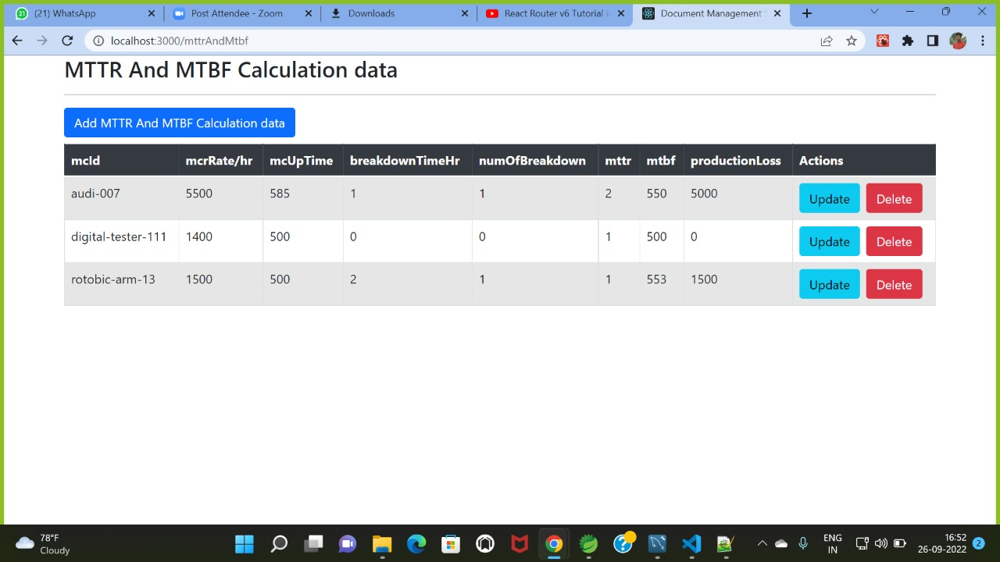 (21) WhatsApp
Post Attendee - Zoom
Downloads
React Router v6 Tutorial i
Document Management S
localhost:3000/mttrAndMtbf
MTTR And MTBF Calculation data
Add MTTR And MTBF Calculation data
mcId mcrRate/hr mcUpTime breakdownTimeHr numOfBreakdown mttr mtbf productionLoss Actions
audi-007 5500 585 1 1 2 550 5000 Update Delete
digital-tester-111 1400 500 0 0 1 500 0 Update Delete
rotobic-arm-13 1500 500 2 1 1 553 1500 Update Delete
78°F
Cloudy
ENG
IN
16:52
26-09-2022
2